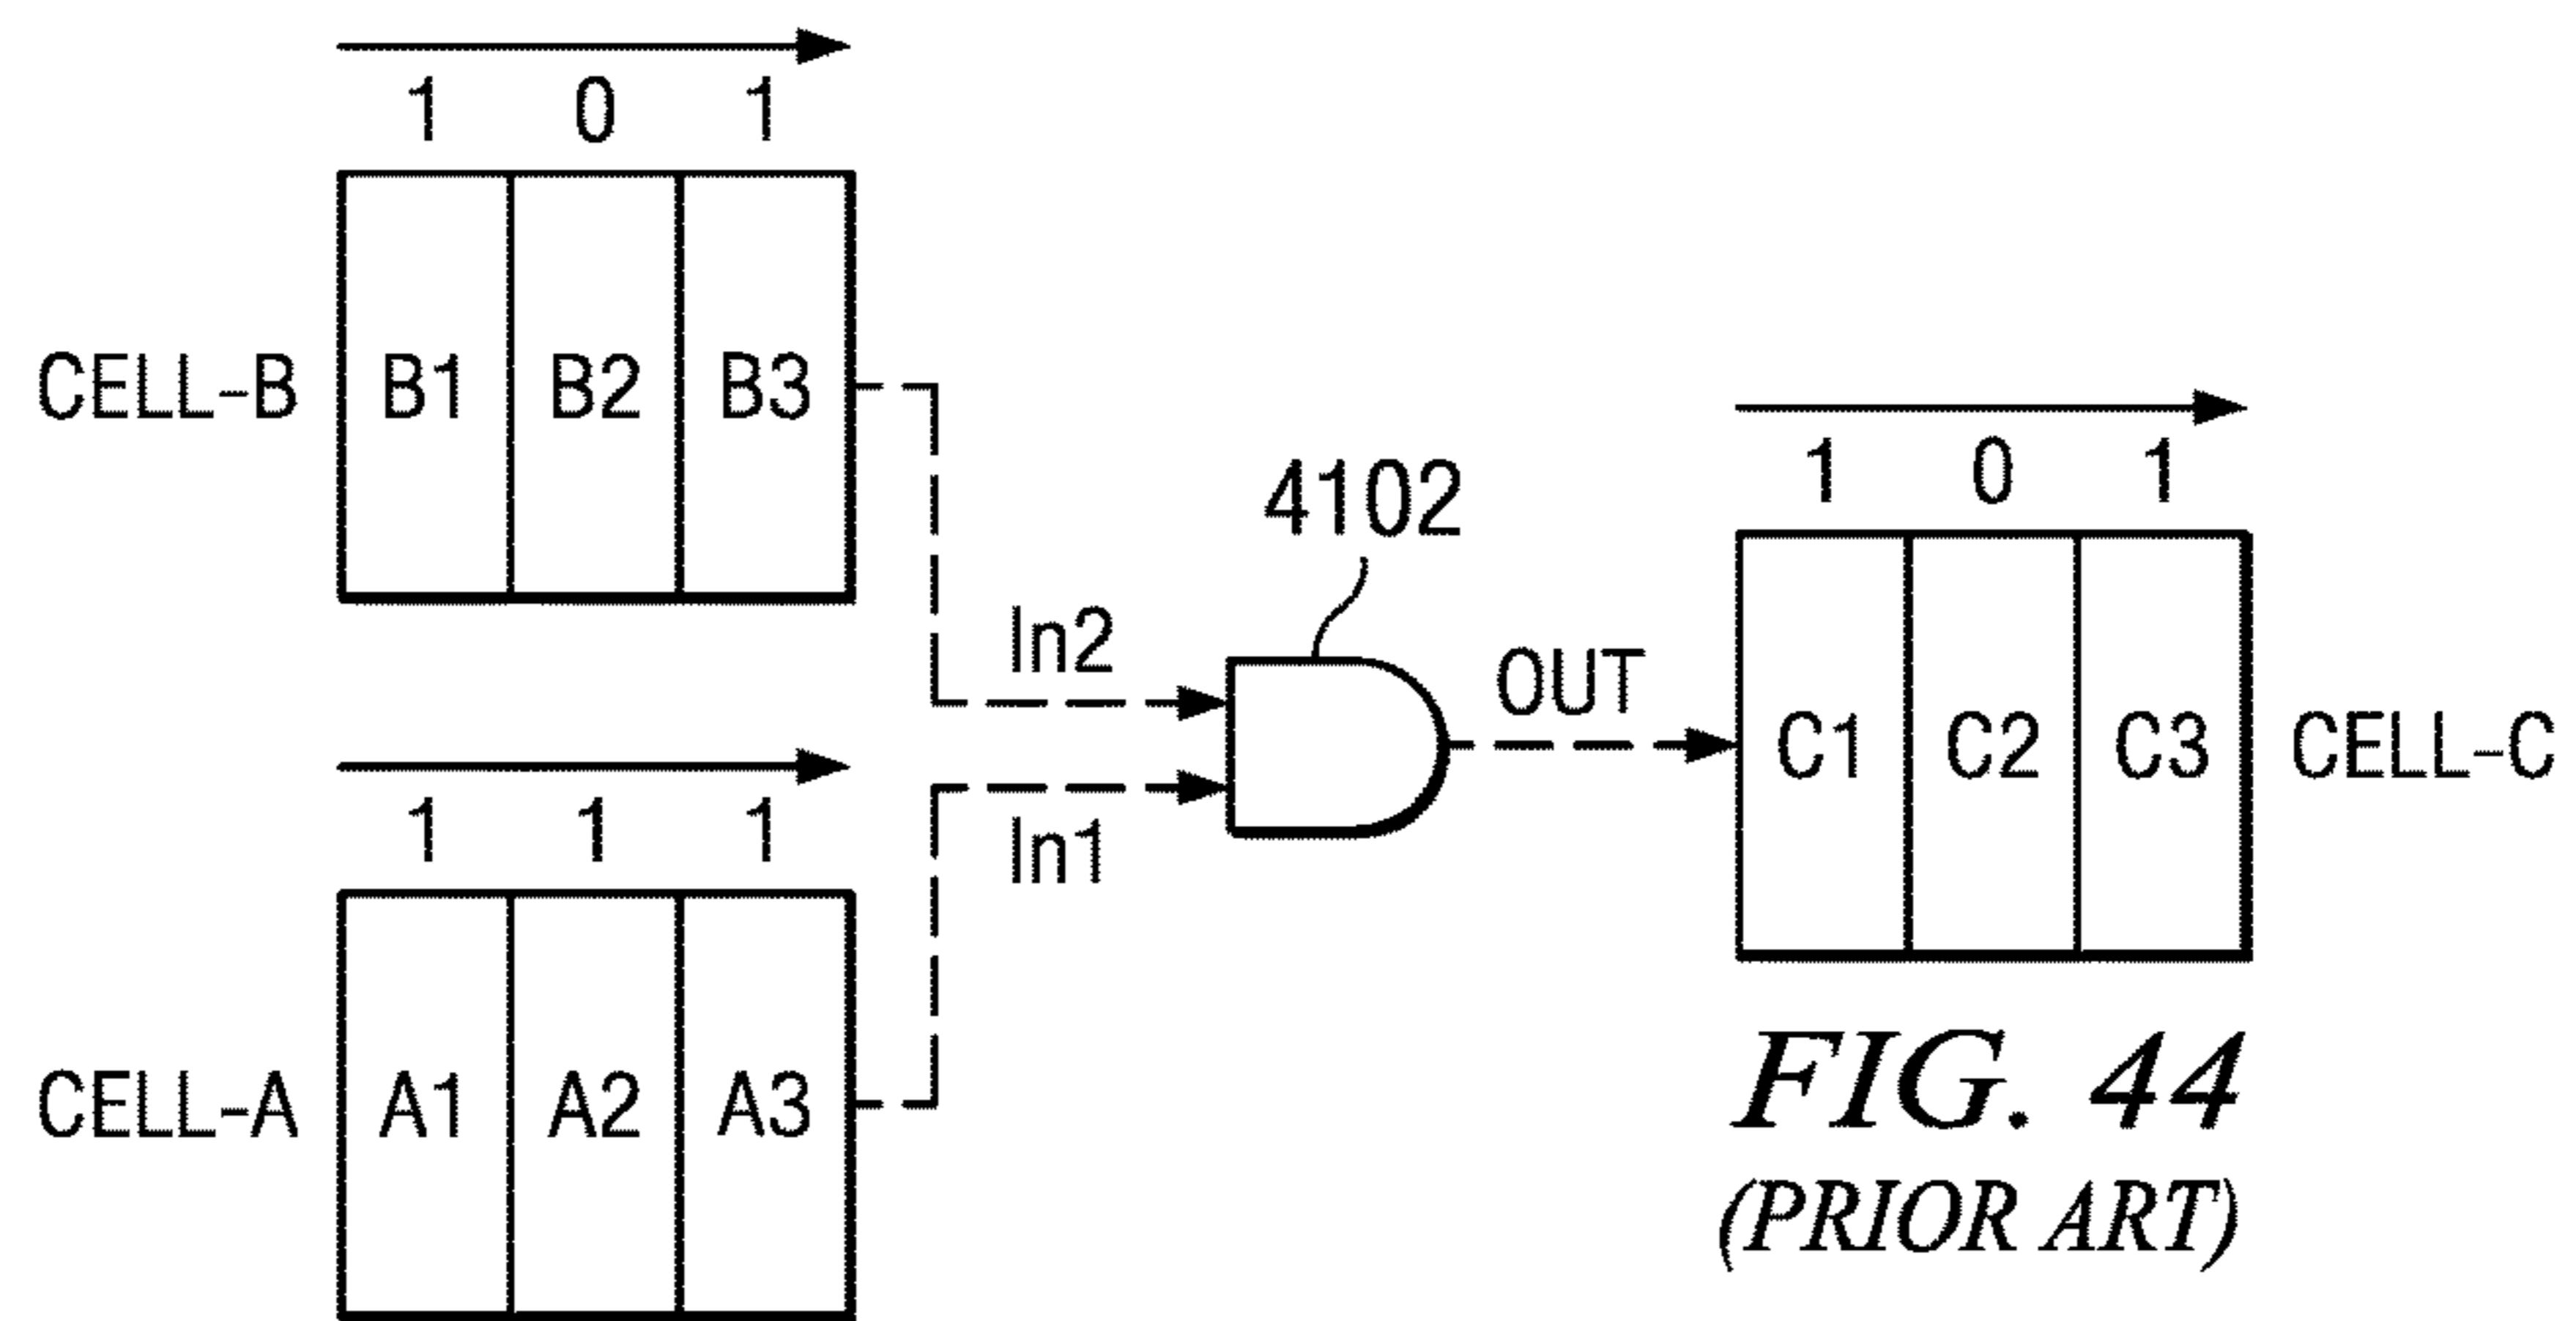 1 0 1
CELL-B B1 B2 B3
4102
1 0 1
In2
OUT
C1 C2 C3 CELL-C
In1
1 1 1
CELL-A A1 A2 A3
FIG. 44
(PRIOR ART)